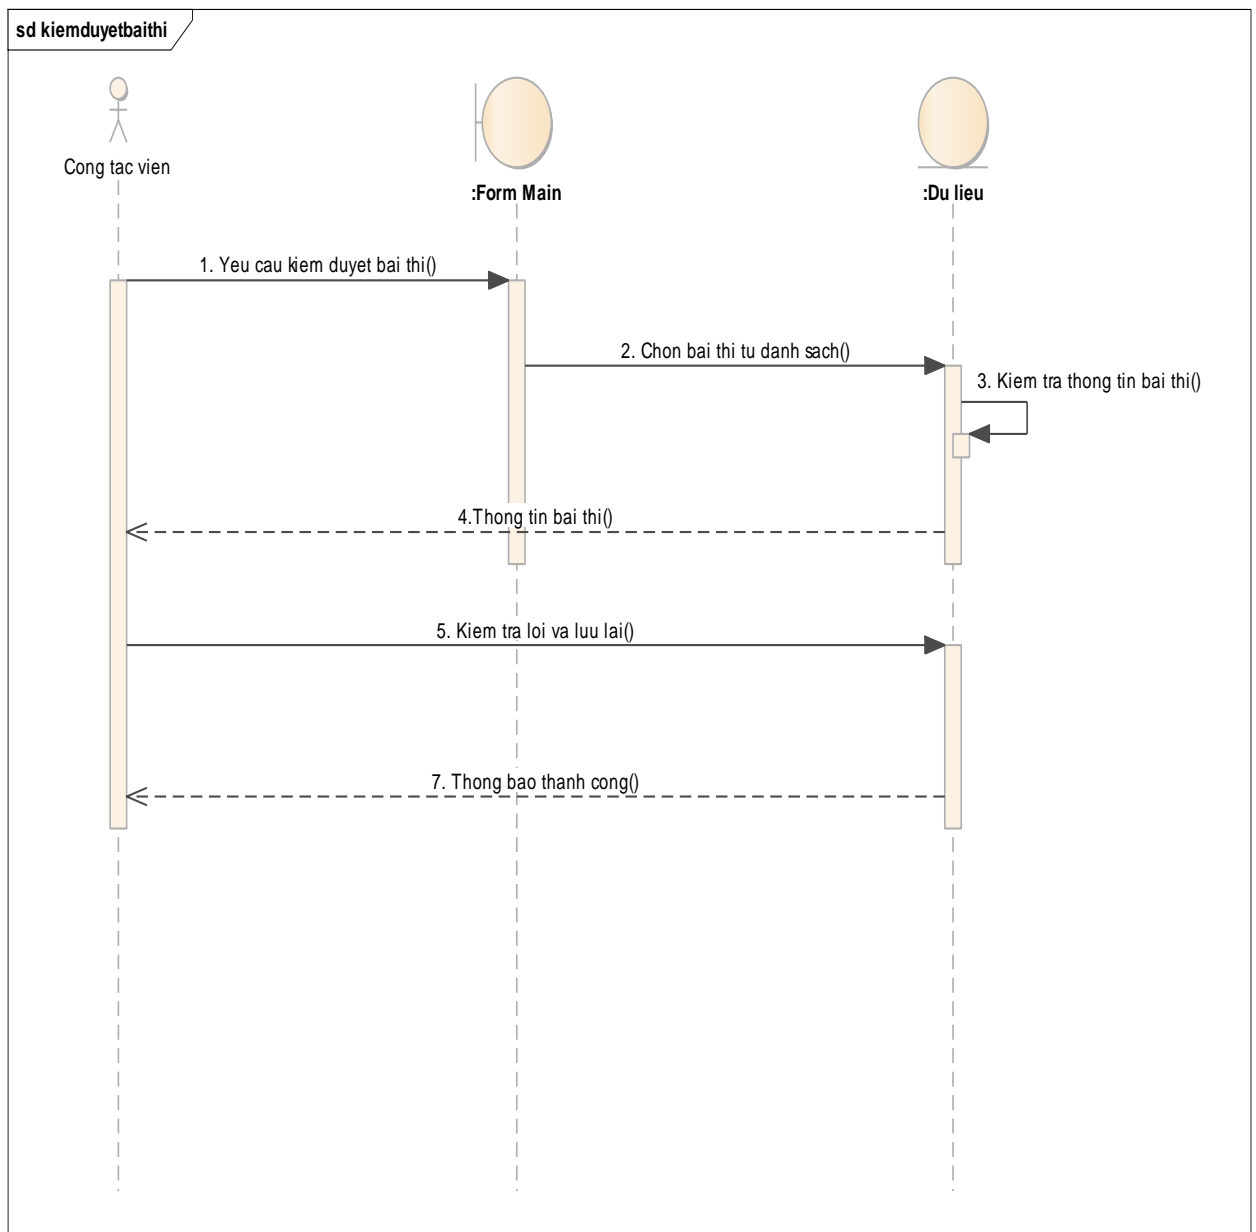 sd kiemduyetbaithi
Cong tac vien
:Form Main
:Du lieu
1. Yeu cau kiem duyet bai thi()
2. Chon bai thi tu danh sach()
3. Kiem tra thong tin bai thi()
4.Thong tin bai thi()
5. Kiem tra loi va luu lai()
7. Thong bao thanh cong()